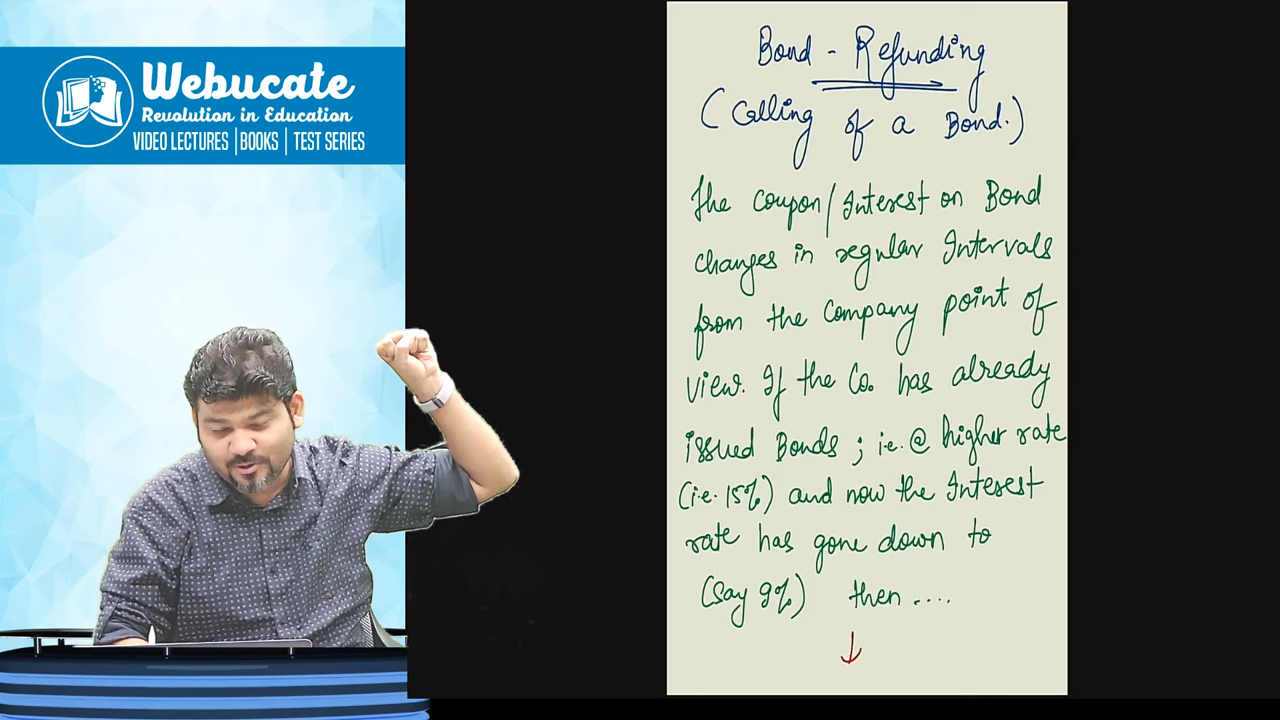 Webucate
Revolution in Education
VIDEO LECTURES | BOOKS | TEST SERIES
Bond - Refunding
(Calling of a Bond.)
The Coupon/Interest on Bond
changes in regular Intervals
from the Company point of
view. If the Co. has already
issued Bonds ; i.e. @ higher rate
(i.e. 15%) and now the Interest
rate has gone down to
(Say 9%) then ....